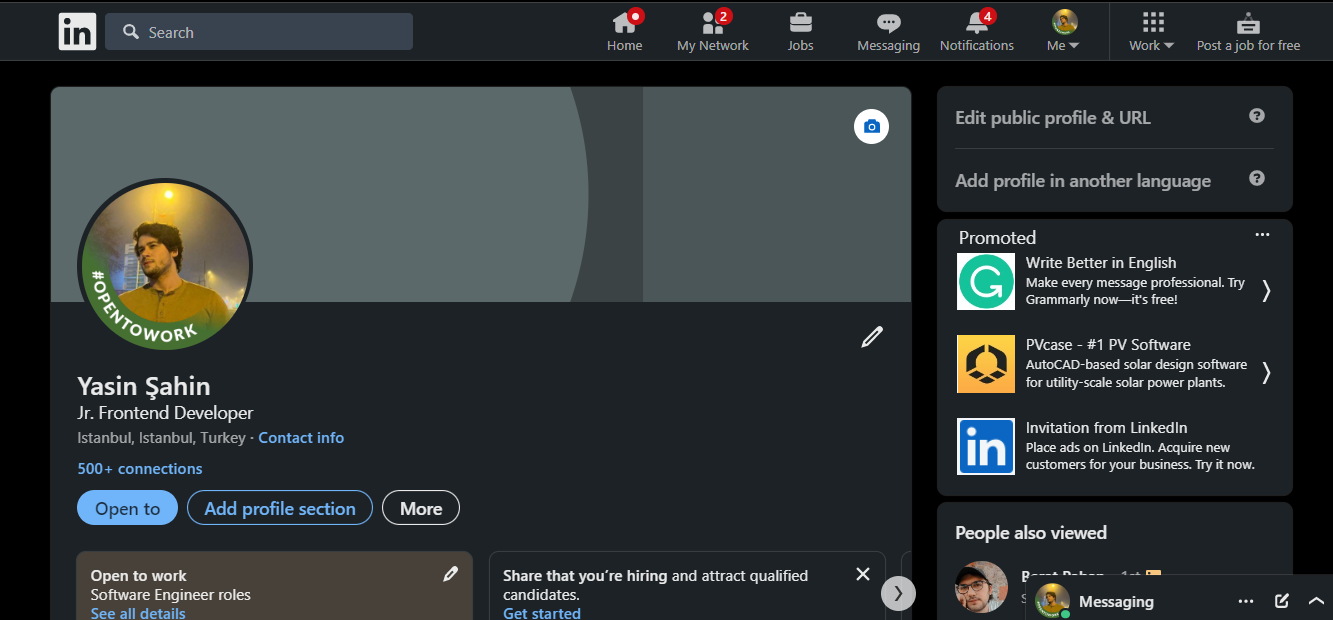 in
Search
2
4
Home
My Network
Jobs
Messaging
Notifications
Me
Work
Post a job for free
#OPENTOWORK
Yasin Şahin
Jr. Frontend Developer
Istanbul, Istanbul, Turkey · Contact info
500+ connections
Open to
Add profile section
More
Open to work
Software Engineer roles
See all details
Share that you're hiring and attract qualified
candidates.
Get started
Edit public profile & URL
?
Add profile in another language
?
Promoted
G
Write Better in English
Make every message professional. Try
Grammarly now—it's free!
PVcase - #1 PV Software
AutoCAD-based solar design software
for utility-scale solar power plants.
in
Invitation from LinkedIn
Place ads on LinkedIn. Acquire new
customers for your business. Try it now.
People also viewed
Messaging